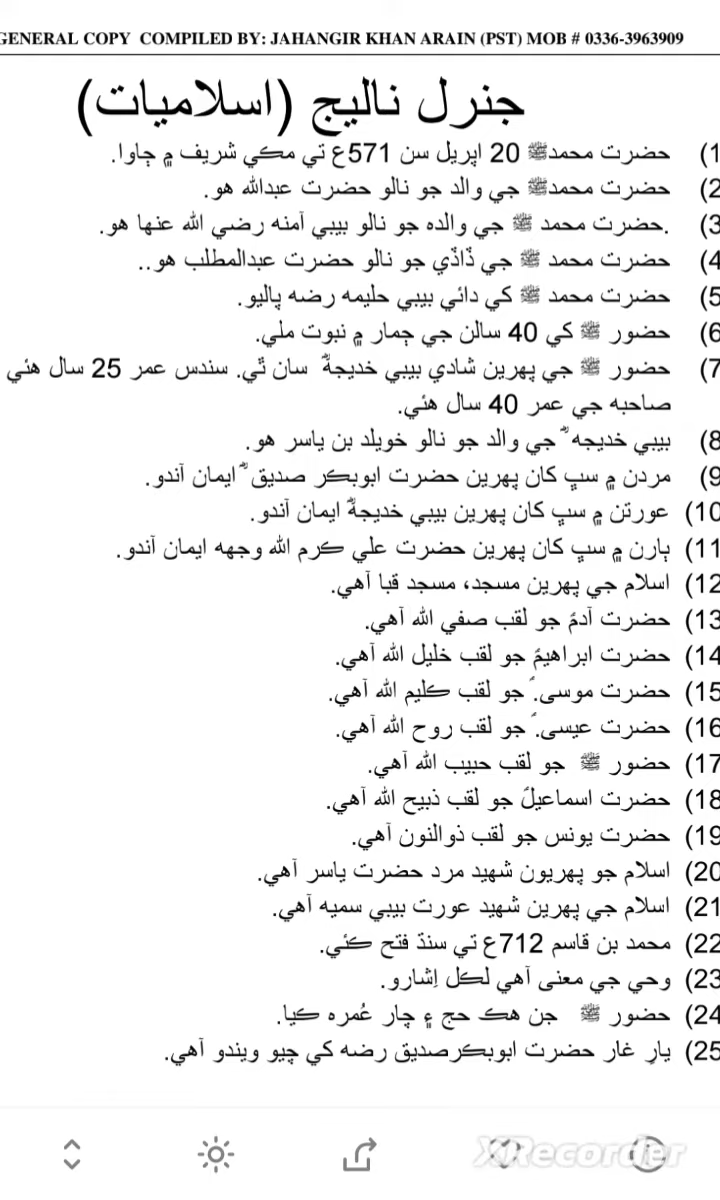 GENERAL COPY COMPILED BY: JAHANGIR KHAN ARAIN (PST) MOB # 0336-3963909
جنرل ناليج (اسلاميات)
1) حضرت محمدﷺ 20 اپريل سن 571ع تي مڪي شريف ۾ ڄاوا.
2) حضرت محمدﷺ جي والد جو نالو حضرت عبدالله هو.
3) .حضرت محمد ﷺ جي والده جو نالو بيبي آمنه رضي الله عنها هو.
4) حضرت محمد ﷺ جي ڏاڏي جو نالو حضرت عبدالمطلب هو..
5) حضرت محمد ﷺ کي دائي بيبي حليمه رضه پاليو.
6) حضور ﷺ کي 40 سالن جي ڄمار ۾ نبوت ملي.
7) حضور ﷺ جي پهرين شادي بيبي خديجهؓ سان ٿي. سندس عمر 25 سال هئي
صاحبه جي عمر 40 سال هئي.
8) بيبي خديجه ؓ جي والد جو نالو خويلد بن ياسر هو.
9) مردن ۾ سڀ کان پهرين حضرت ابوبڪر صديق ؓ ايمان آندو.
10) عورتن ۾ سڀ کان پهرين بيبي خديجهؓ ايمان آندو.
11) ٻارن ۾ سڀ کان پهرين حضرت علي ڪرم الله وجهه ايمان آندو.
12) اسلام جي پهرين مسجد، مسجد قبا آهي.
13) حضرت آدمؑ جو لقب صفي الله آهي.
14) حضرت ابراهيمؑ جو لقب خليل الله آهي.
15) حضرت موسى.ؑ جو لقب ڪليم الله آهي.
16) حضرت عيسى.ؑ جو لقب روح الله آهي.
17) حضور ﷺ جو لقب حبيب الله آهي.
18) حضرت اسماعيلؑ جو لقب ذبيح الله آهي.
19) حضرت يونس جو لقب ذوالنون آهي.
20) اسلام جو پهريون شهيد مرد حضرت ياسر آهي.
21) اسلام جي پهرين شهيد عورت بيبي سميه آهي.
22) محمد بن قاسم 712ع تي سنڌ فتح ڪئي.
23) وحي جي معنى آهي لڪل اِشارو.
24) حضور ﷺ جن هڪ حج ۽ چار عُمره ڪيا.
25) يارِ غار حضرت ابوبڪرصديق رضه کي چيو ويندو آهي.
XRecorder